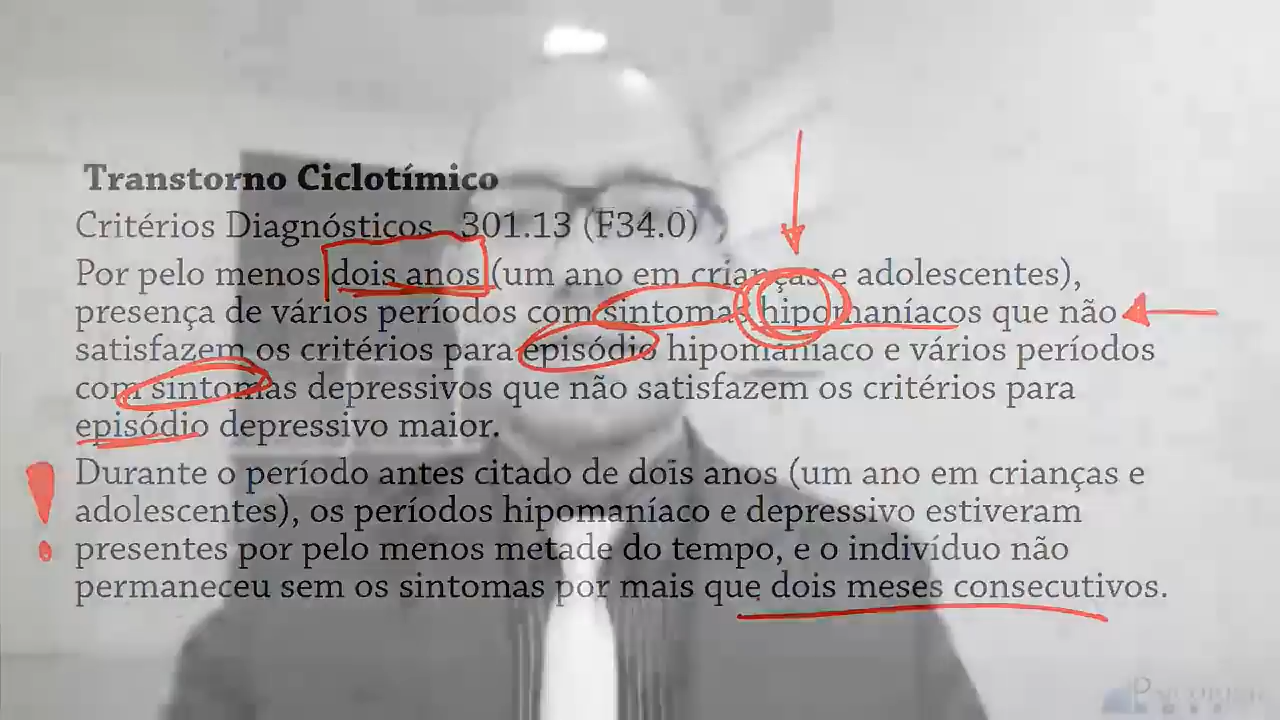 Transtorno Ciclotímico
Critérios Diagnósticos 301.13 (F34.0)
Por pelo menos dois anos (um ano em crianças e adolescentes),
presença de vários períodos com sintomas hipomaníacos que não
satisfazem os critérios para episódio hipomaníaco e vários períodos
com sintomas depressivos que não satisfazem os critérios para
episódio depressivo maior.
Durante o período antes citado de dois anos (um ano em crianças e
adolescentes), os períodos hipomaníaco e depressivo estiveram
presentes por pelo menos metade do tempo, e o indivíduo não
permaneceu sem os sintomas por mais que dois meses consecutivos.